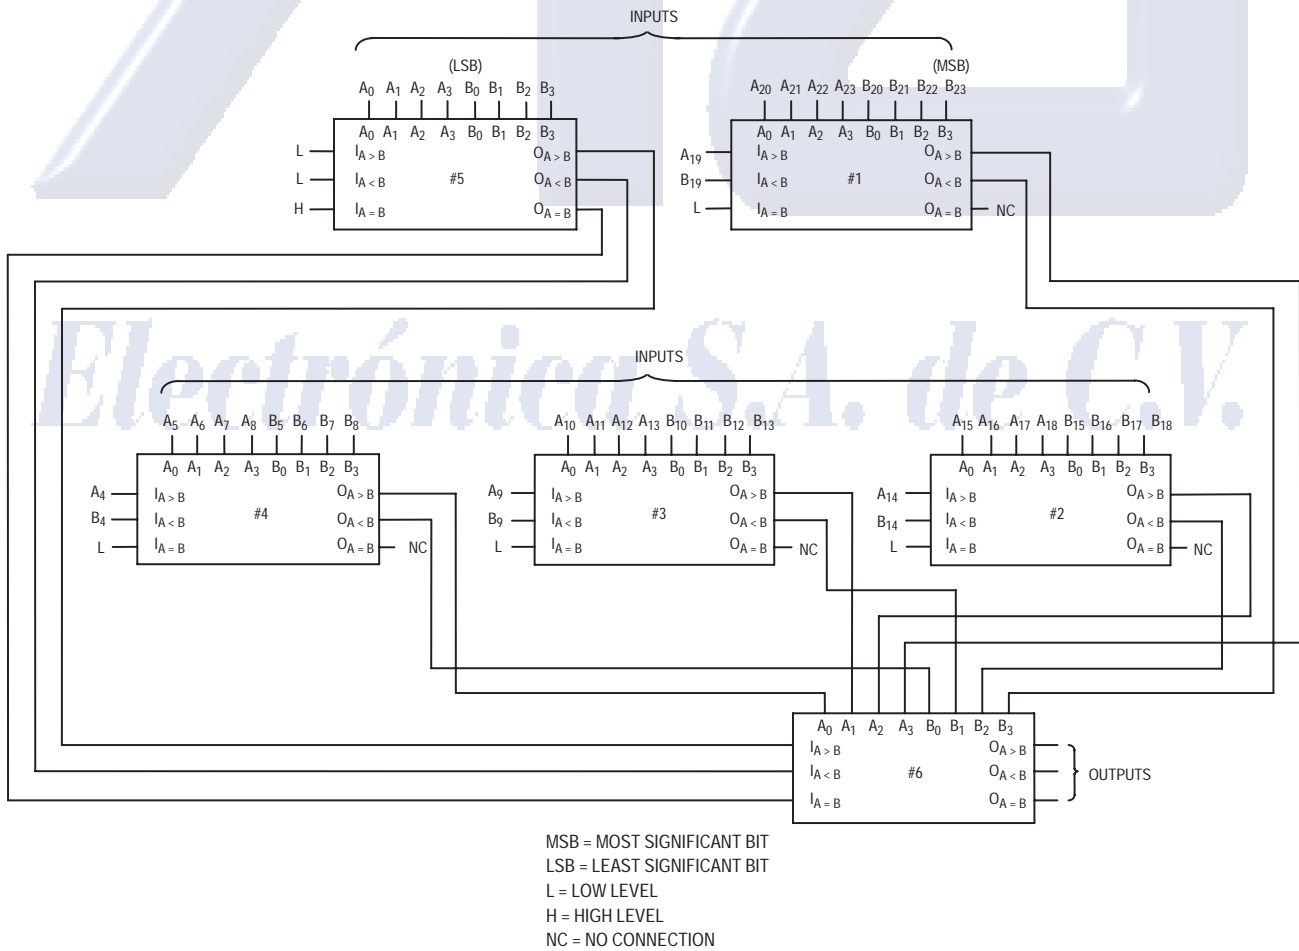 INPUTS
(LSB) (MSB)
A0 A1 A2 A3 B0 B1 B2 B3
A20 A21 A22 A23 B20 B21 B22 B23
A0 A1 A2 A3 B0 B1 B2 B3
A0 A1 A2 A3 B0 B1 B2 B3
L IA > B OA > B
L IA < B #5 OA < B
H IA = B OA = B
A19 IA > B OA > B
B19 IA < B #1 OA < B
L IA = B OA = B NC
Electrónica S.A. de C.V.
INPUTS
A5 A6 A7 A8 B5 B6 B7 B8
A10 A11 A12 A13 B10 B11 B12 B13
A15 A16 A17 A18 B15 B16 B17 B18
A0 A1 A2 A3 B0 B1 B2 B3
A0 A1 A2 A3 B0 B1 B2 B3
A0 A1 A2 A3 B0 B1 B2 B3
A4 IA > B OA > B
B4 IA < B #4 OA < B
L IA = B OA = B NC
A9 IA > B OA > B
B9 IA < B #3 OA < B
L IA = B OA = B NC
A14 IA > B OA > B
B14 IA < B #2 OA < B
L IA = B OA = B NC
A0 A1 A2 A3 B0 B1 B2 B3
IA > B OA > B
IA < B #6 OA < B OUTPUTS
IA = B OA = B
MSB = MOST SIGNIFICANT BIT
LSB = LEAST SIGNIFICANT BIT
L = LOW LEVEL
H = HIGH LEVEL
NC = NO CONNECTION